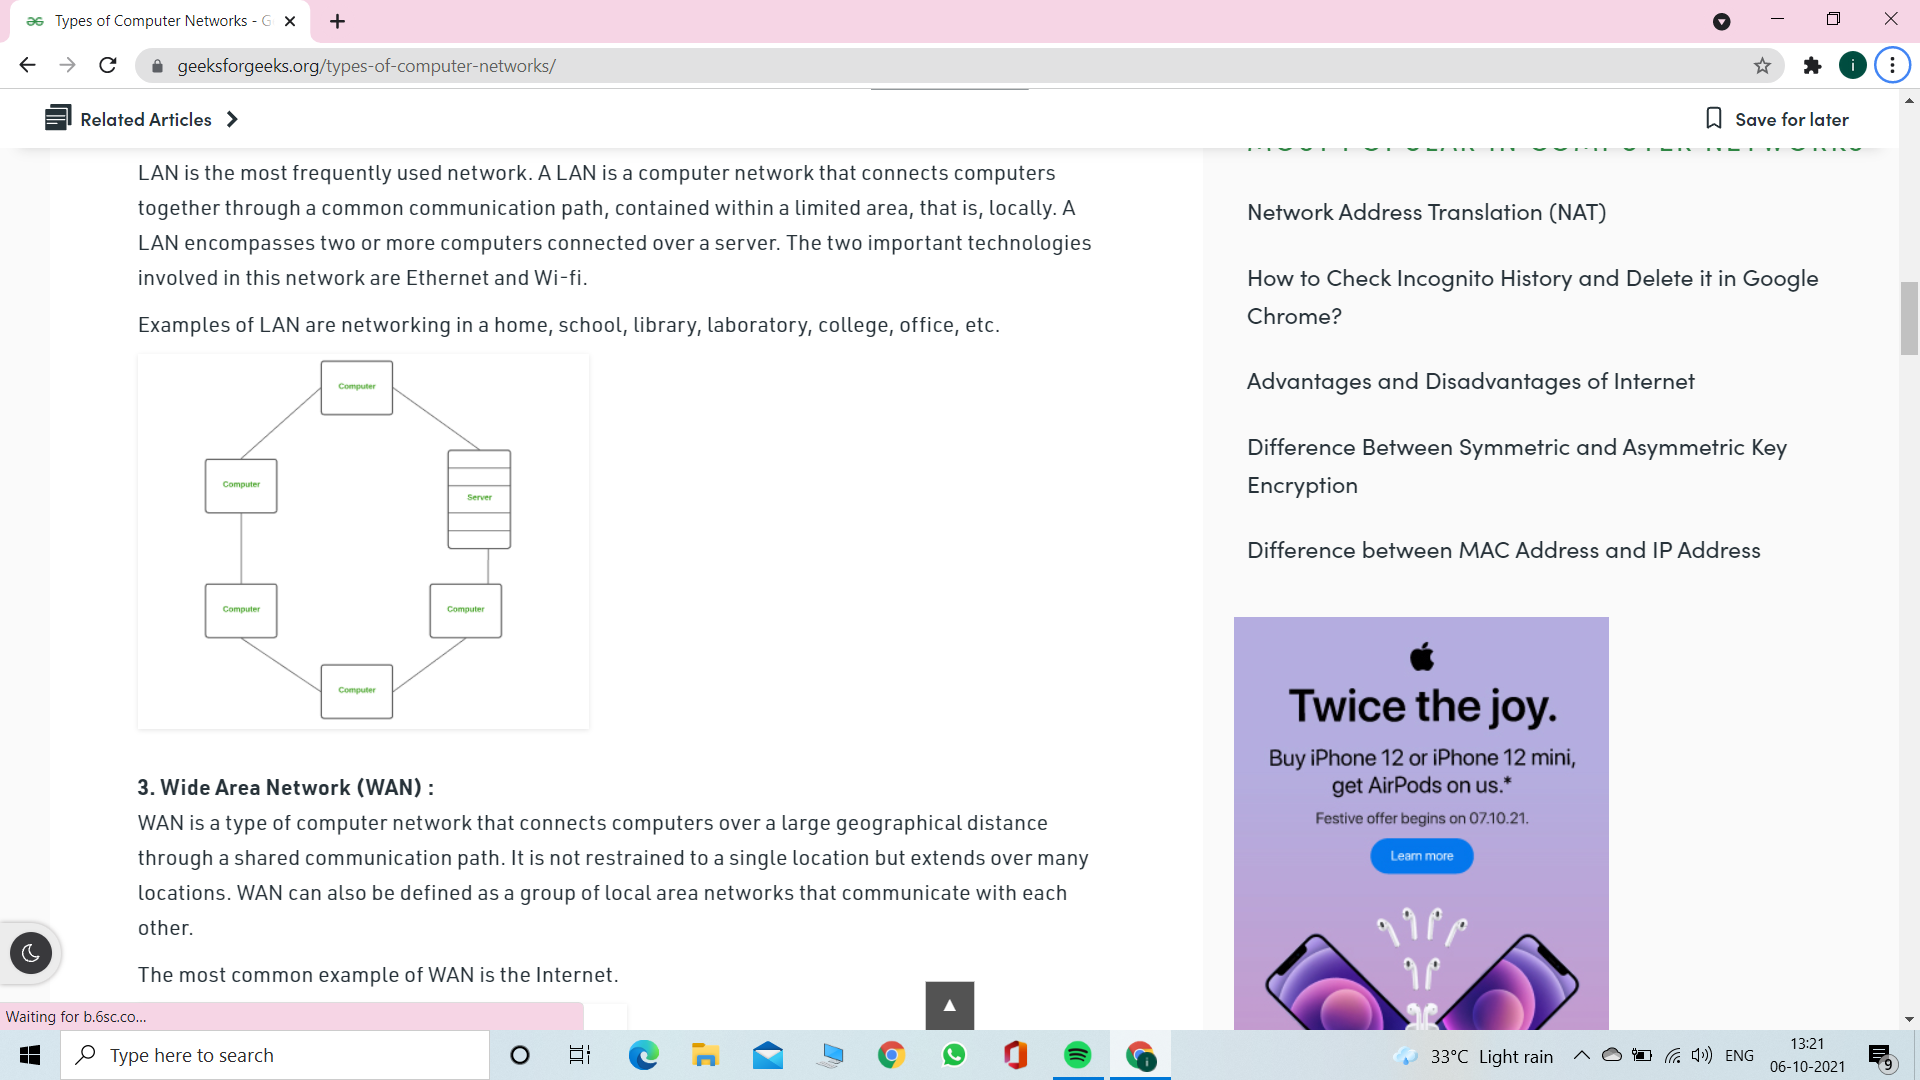 Types of Computer Networks - G
geeksforgeeks.org/types-of-computer-networks/
i
Related Articles
Save for later
LAN is the most frequently used network. A LAN is a computer network that connects computers
together through a common communication path, contained within a limited area, that is, locally. A
LAN encompasses two or more computers connected over a server. The two important technologies
involved in this network are Ethernet and Wi-fi.
Examples of LAN are networking in a home, school, library, laboratory, college, office, etc.
Computer
Computer
Server
Computer
Computer
Computer
3. Wide Area Network (WAN) :
WAN is a type of computer network that connects computers over a large geographical distance
through a shared communication path. It is not restrained to a single location but extends over many
locations. WAN can also be defined as a group of local area networks that communicate with each
other.
The most common example of WAN is the Internet.
Network Address Translation (NAT)
How to Check Incognito History and Delete it in Google
Chrome?
Advantages and Disadvantages of Internet
Difference Between Symmetric and Asymmetric Key
Encryption
Difference between MAC Address and IP Address
Twice the joy.
Buy iPhone 12 or iPhone 12 mini,
get AirPods on us.*
Festive offer begins on 07.10.21.
Learn more
Waiting for b.6sc.co...
Type here to search
i
33°C Light rain
ENG
13:21
06-10-2021
9